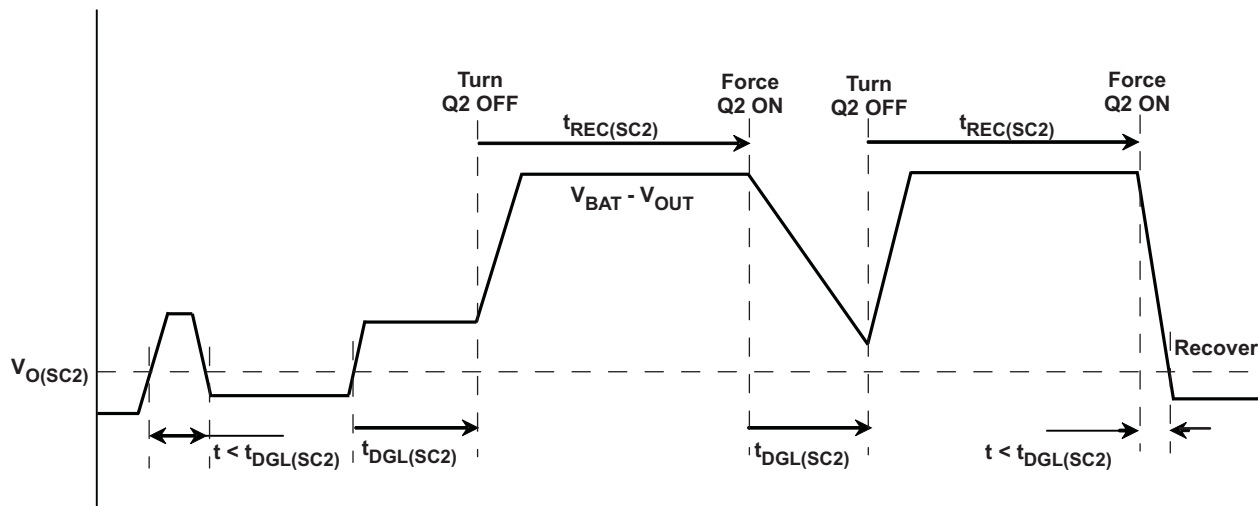 Turn
Q2 OFF
Force
Q2 ON
Turn
Q2 OFF
Force
Q2 ON
tREC(SC2)
tREC(SC2)
VBAT - VOUT
VO(SC2)
Recover
t < tDGL(SC2)
tDGL(SC2)
tDGL(SC2)
t < tDGL(SC2)